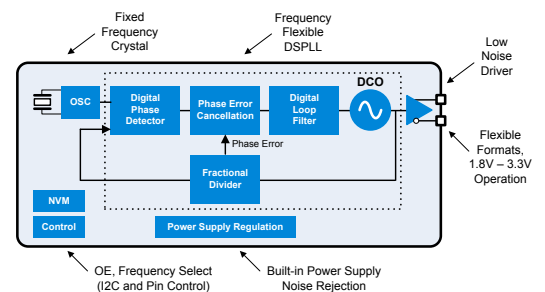 Fixed
Frequency
Crystal
Frequency
Flexible
DSPLL
Low
Noise
Driver
OSC
Digital
Phase
Detector
Phase Error
Cancellation
Digital
Loop
Filter
DCO
Phase Error
Fractional
Divider
Flexible
Formats,
1.8V – 3.3V
Operation
NVM
Control
Power Supply Regulation
OE, Frequency Select
(I2C and Pin Control)
Built-in Power Supply
Noise Rejection